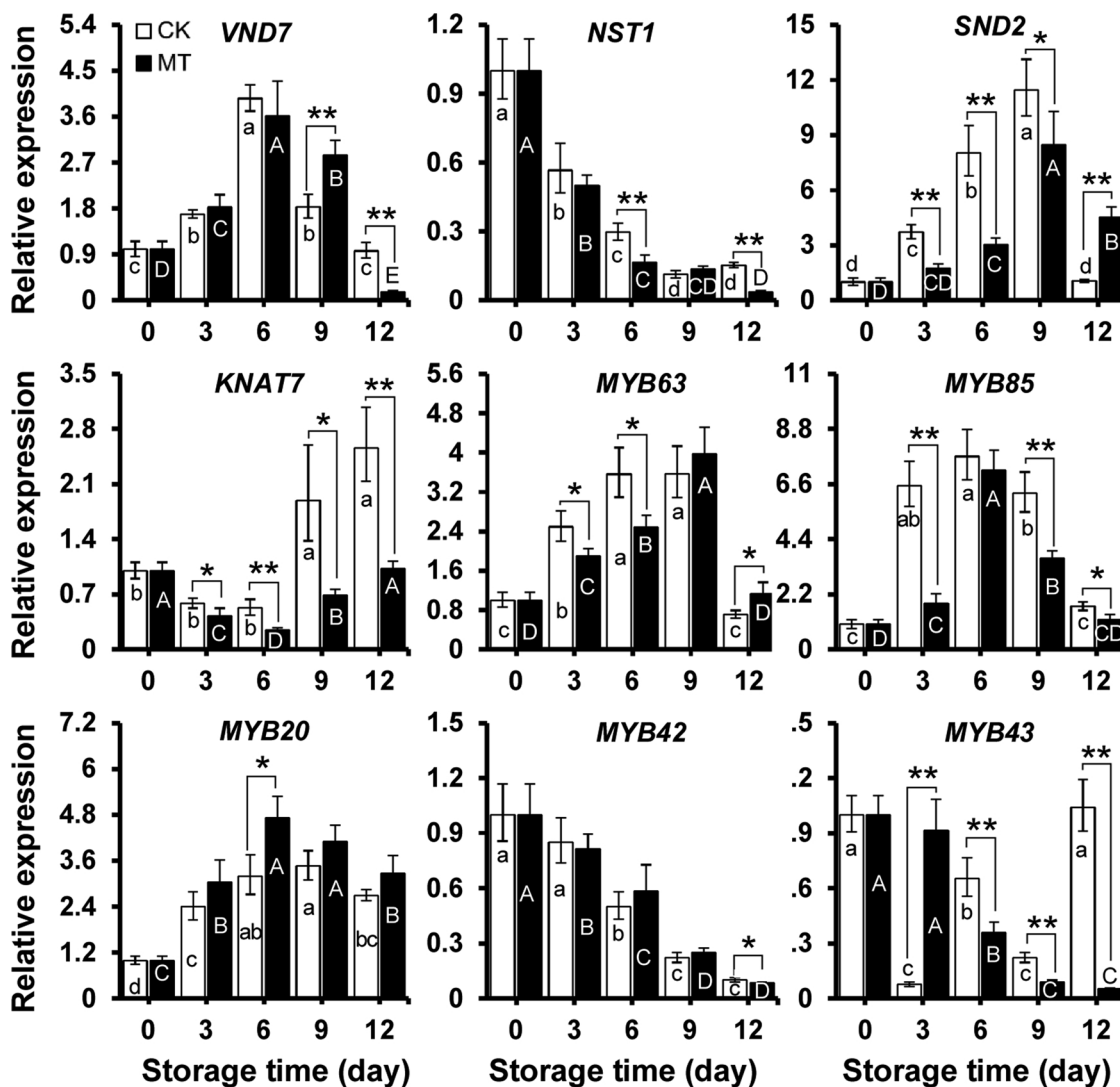 VND7
NST1
SND2
CK
MT
Relative expression
5.4
4.5
3.6
2.7
1.8
0.9
0
a
A
**
B
**
b
C
b
c
D
c
E
0 3 6 9 12
1.2
0.9
0.6
0.3
0
a
A
b
B
**
c
C
d
CD
**
d
D
0 3 6 9 12
15
12
9
6
3
0
d
D
**
c
CD
**
b
C
*
a
A
**
d
B
0 3 6 9 12
KNAT7
MYB63
MYB85
Relative expression
3.5
2.8
2.1
1.4
0.7
0
b
A
*
b
C
**
b
D
*
a
B
**
a
A
0 3 6 9 12
5.6
4.8
4
3.2
2.4
1.6
0.8
0
c
D
*
b
C
*
a
B
a
A
*
c
D
0 3 6 9 12
11
8.8
6.6
4.4
2.2
0
c
D
**
ab
C
a
A
**
b
B
*
c
CD
0 3 6 9 12
MYB20
MYB42
MYB43
Relative expression
7.2
6
4.8
3.6
2.4
1.2
0
d
C
c
B
*
ab
A
a
A
bc
B
0 3 6 9 12
Storage time (day)
1.5
1.2
0.9
0.6
0.3
0
a
A
a
B
b
C
c
D
*
c
D
0 3 6 9 12
Storage time (day)
.5
.2
.9
.6
.3
0
a
A
**
c
A
**
b
B
**
c
C
**
a
C
0 3 6 9 12
Storage time (day)